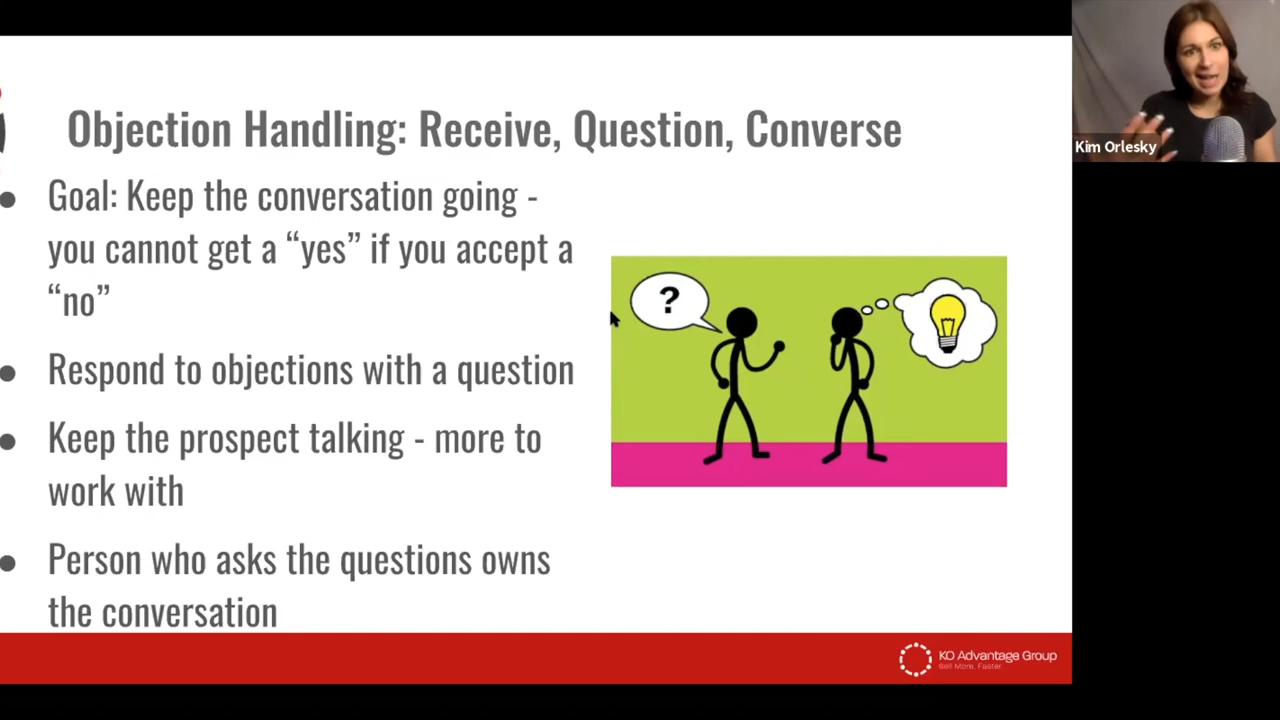 Objection Handling: Receive, Question, Converse
● Goal: Keep the conversation going -
you cannot get a “yes” if you accept a
“no”
● Respond to objections with a question
● Keep the prospect talking - more to
work with
● Person who asks the questions owns
the conversation
?
Kim Orlesky
KO Advantage Group
Sell More, Faster